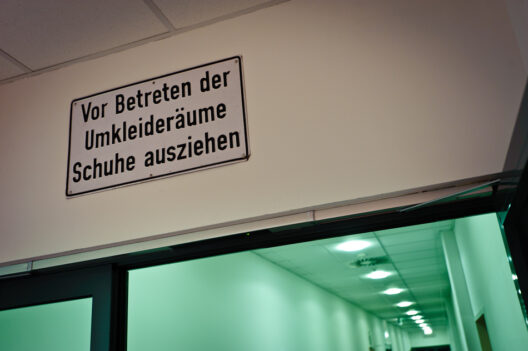 Vor Betreten der
Umkleideräume
Schuhe ausziehen